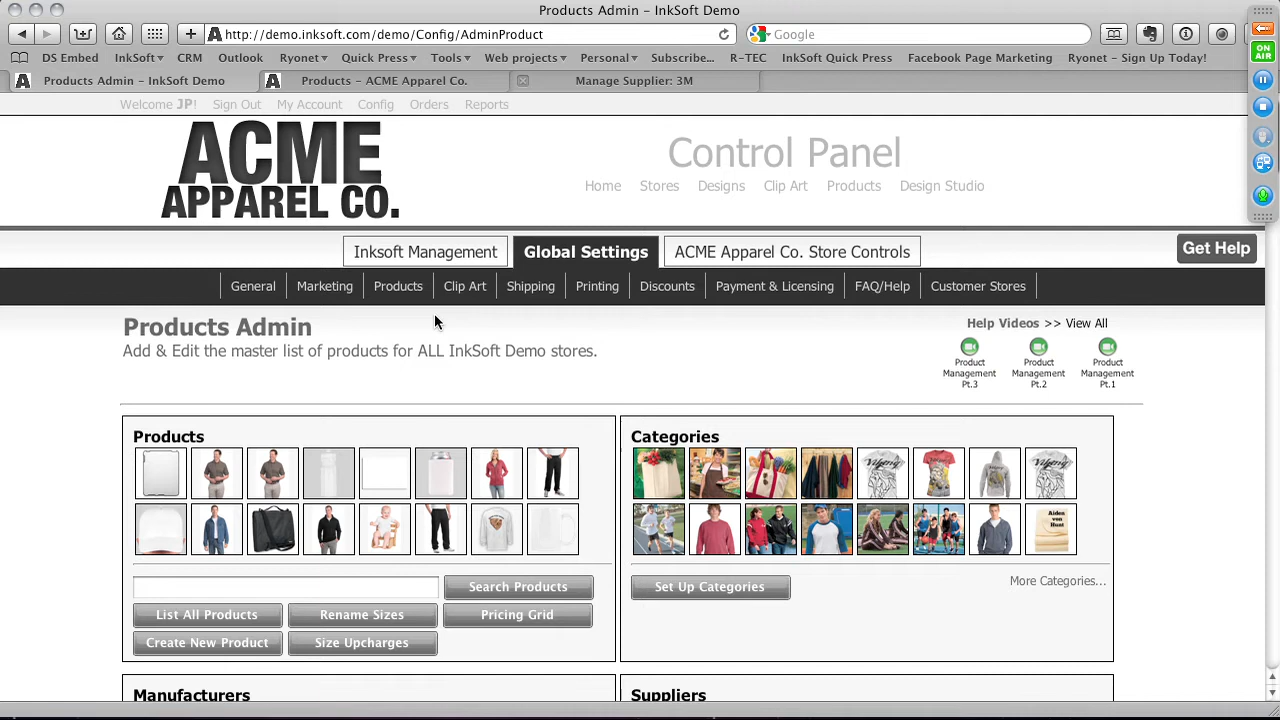 Products Admin – InkSoft Demo
http://demo.inksoft.com/demo/Config/AdminProduct
Google
DS Embed InkSoft CRM Outlook Ryonet Quick Press Tools Web projects Personal Subscribe... R-TEC InkSoft Quick Press Facebook Page Marketing Ryonet - Sign Up Today!
Products Admin – InkSoft Demo Products – ACME Apparel Co. Manage Supplier: 3M
ON AIR
Welcome JP! Sign Out My Account Config Orders Reports
ACME
APPAREL CO.
Control Panel
Home Stores Designs Clip Art Products Design Studio
Inksoft Management Global Settings ACME Apparel Co. Store Controls Get Help
General Marketing Products Clip Art Shipping Printing Discounts Payment & Licensing FAQ/Help Customer Stores
Products Admin
Add & Edit the master list of products for ALL InkSoft Demo stores.
Help Videos >> View All
Product Management Pt.3
Product Management Pt.2
Product Management Pt.1
Products
Search Products
List All Products Rename Sizes Pricing Grid
Create New Product Size Upcharges
Categories
Aiden von Hunt
Set Up Categories
More Categories...
Manufacturers
Suppliers